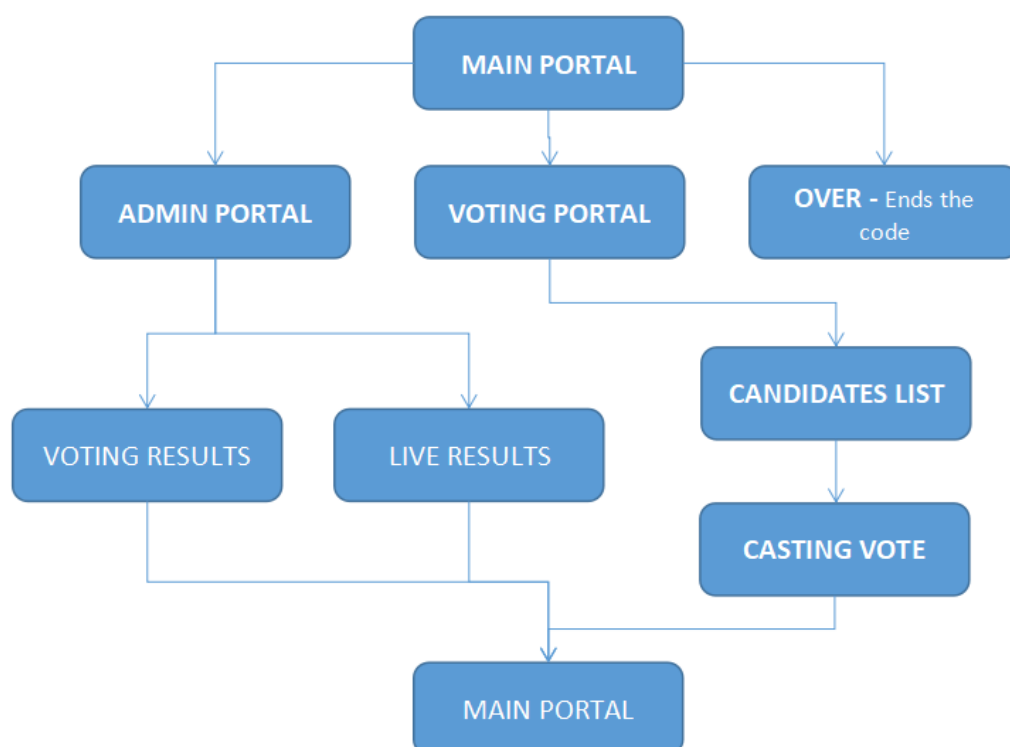 MAIN PORTAL
ADMIN PORTAL
VOTING PORTAL
OVER - Ends the
code
CANDIDATES LIST
VOTING RESULTS
LIVE RESULTS
CASTING VOTE
MAIN PORTAL